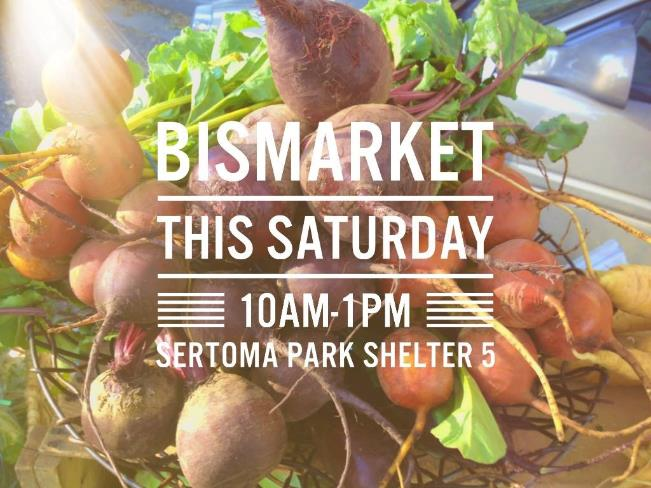 BISMARKET
THIS SATURDAY
10AM-1PM
SERTOMA PARK SHELTER 5